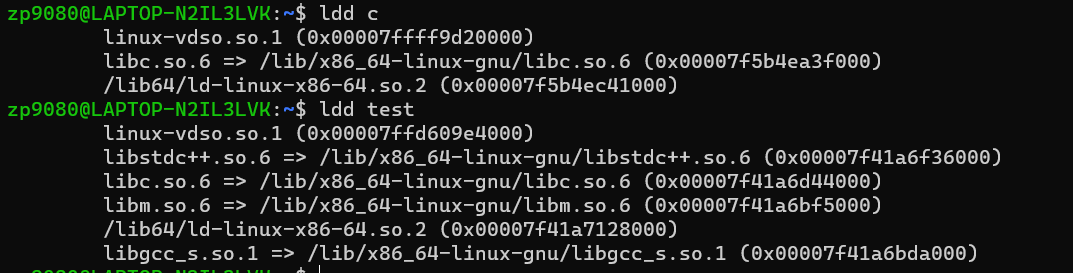 zp9080@LAPTOP-N2IL3LVK:~$ ldd c
linux-vdso.so.1 (0x00007ffff9d20000)
libc.so.6 => /lib/x86_64-linux-gnu/libc.so.6 (0x00007f5b4ea3f000)
/lib64/ld-linux-x86-64.so.2 (0x00007f5b4ec41000)
zp9080@LAPTOP-N2IL3LVK:~$ ldd test
linux-vdso.so.1 (0x00007ffd609e4000)
libstdc++.so.6 => /lib/x86_64-linux-gnu/libstdc++.so.6 (0x00007f41a6f36000)
libc.so.6 => /lib/x86_64-linux-gnu/libc.so.6 (0x00007f41a6d44000)
libm.so.6 => /lib/x86_64-linux-gnu/libm.so.6 (0x00007f41a6bf5000)
/lib64/ld-linux-x86-64.so.2 (0x00007f41a7128000)
libgcc_s.so.1 => /lib/x86_64-linux-gnu/libgcc_s.so.1 (0x00007f41a6bda000)
zp9080@LAPTOP-N2IL3LVK:~$